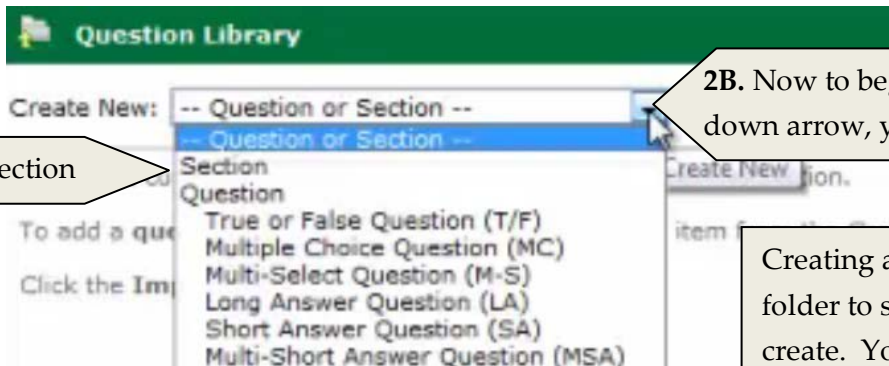 Question Library
Create New: -- Question or Section --
2B. Now to be
down arrow, y
-- Question or Section --
ection
Section
Create New
ion.
Question
To add a que
True or False Question (T/F)
item
Multiple Choice Question (MC)
Click the Im
Multi-Select Question (M-S)
Long Answer Question (LA)
Short Answer Question (SA)
Multi-Short Answer Question (MSA)
Creating a
folder to s
create. Yo